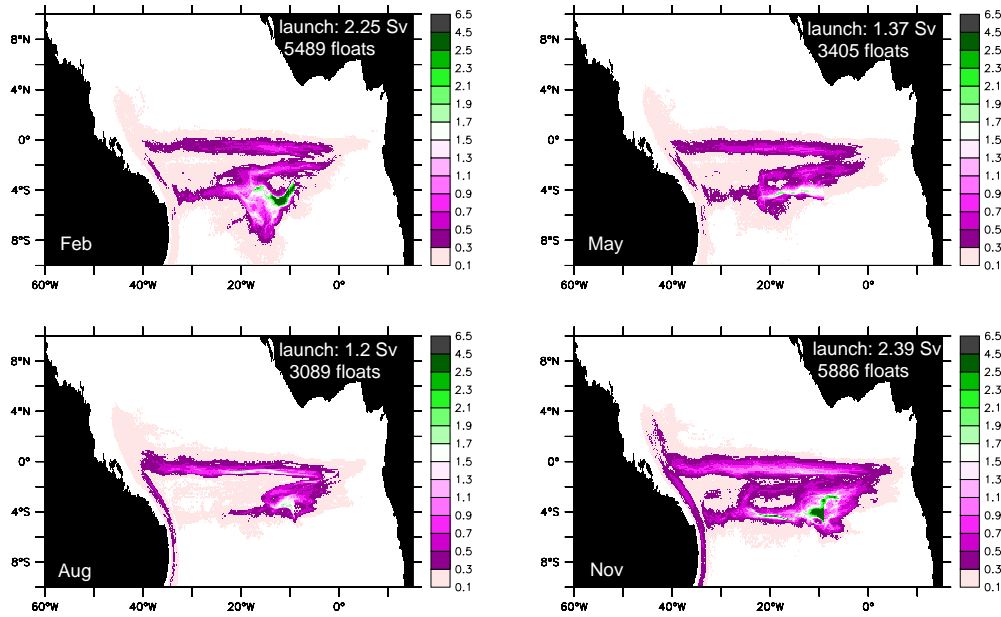 launch: 2.25 Sv
5489 floats
Feb
8°N
4°N
0°
4°S
8°S
60°W
40°W
20°W
0°
6.5
4.5
2.5
2.3
2.1
1.9
1.7
1.5
1.3
1.1
0.9
0.7
0.5
0.3
0.1
launch: 1.37 Sv
3405 floats
May
8°N
4°N
0°
4°S
8°S
60°W
40°W
20°W
0°
6.5
4.5
2.5
2.3
2.1
1.9
1.7
1.5
1.3
1.1
0.9
0.7
0.5
0.3
0.1
launch: 1.2 Sv
3089 floats
Aug
8°N
4°N
0°
4°S
8°S
60°W
40°W
20°W
0°
6.5
4.5
2.5
2.3
2.1
1.9
1.7
1.5
1.3
1.1
0.9
0.7
0.5
0.3
0.1
launch: 2.39 Sv
5886 floats
Nov
8°N
4°N
0°
4°S
8°S
60°W
40°W
20°W
0°
6.5
4.5
2.5
2.3
2.1
1.9
1.7
1.5
1.3
1.1
0.9
0.7
0.5
0.3
0.1